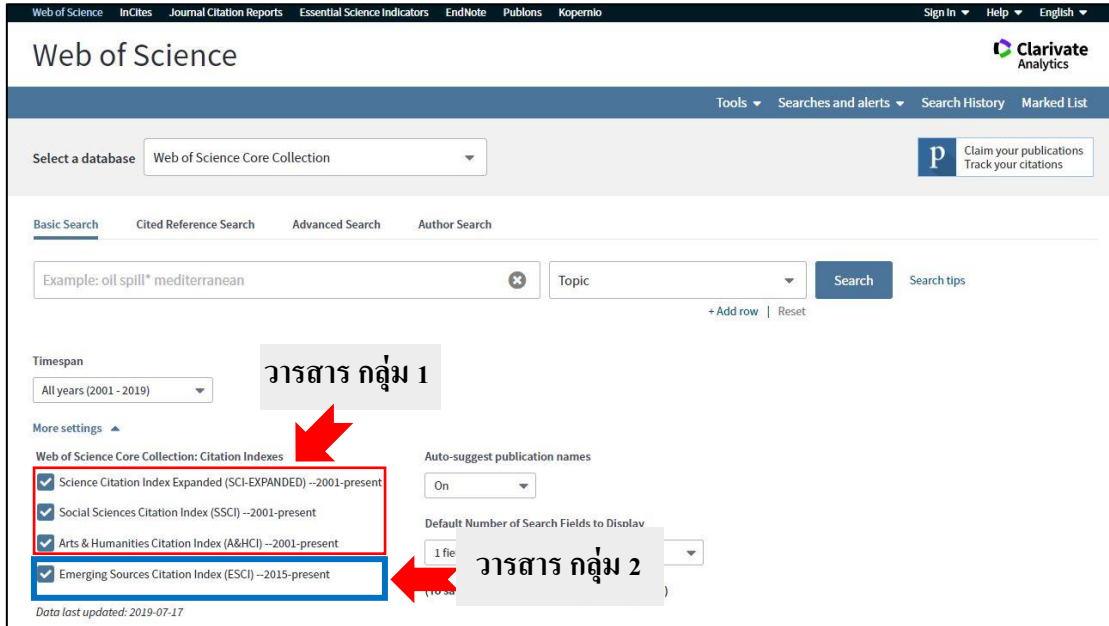 Web of Science InCites Journal Citation Reports Essential Science Indicators EndNote Publons Kopernio Sign In Help English
Web of Science
Clarivate
Analytics
Tools Searches and alerts Search History Marked List
Select a database Web of Science Core Collection
p Claim your publications
Track your citations
Basic Search Cited Reference Search Advanced Search Author Search
Example: oil spill* mediterranean Topic Search Search tips
+ Add row | Reset
Timespan
วารสาร กลุ่ม 1
All years (2001 - 2019)
More settings
Web of Science Core Collection: Citation Indexes
Science Citation Index Expanded (SCI-EXPANDED) --2001-present
Social Sciences Citation Index (SSCI) --2001-present
Arts & Humanities Citation Index (A&HCI) --2001-present
Emerging Sources Citation Index (ESCI) --2015-present
Data last updated: 2019-07-17
Auto-suggest publication names
On
Default Number of Search Fields to Display
1
วารสาร กลุ่ม 2